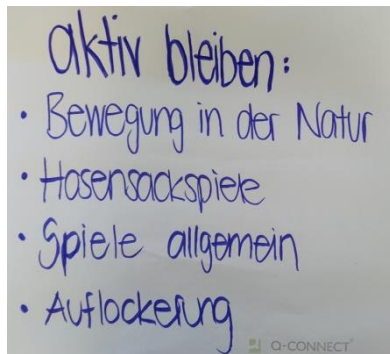 aktiv bleiben:
• Bewegung in der Natur
• Hosensackspiele
• Spiele allgemein
• Auflockerung
Q-CONNECT®